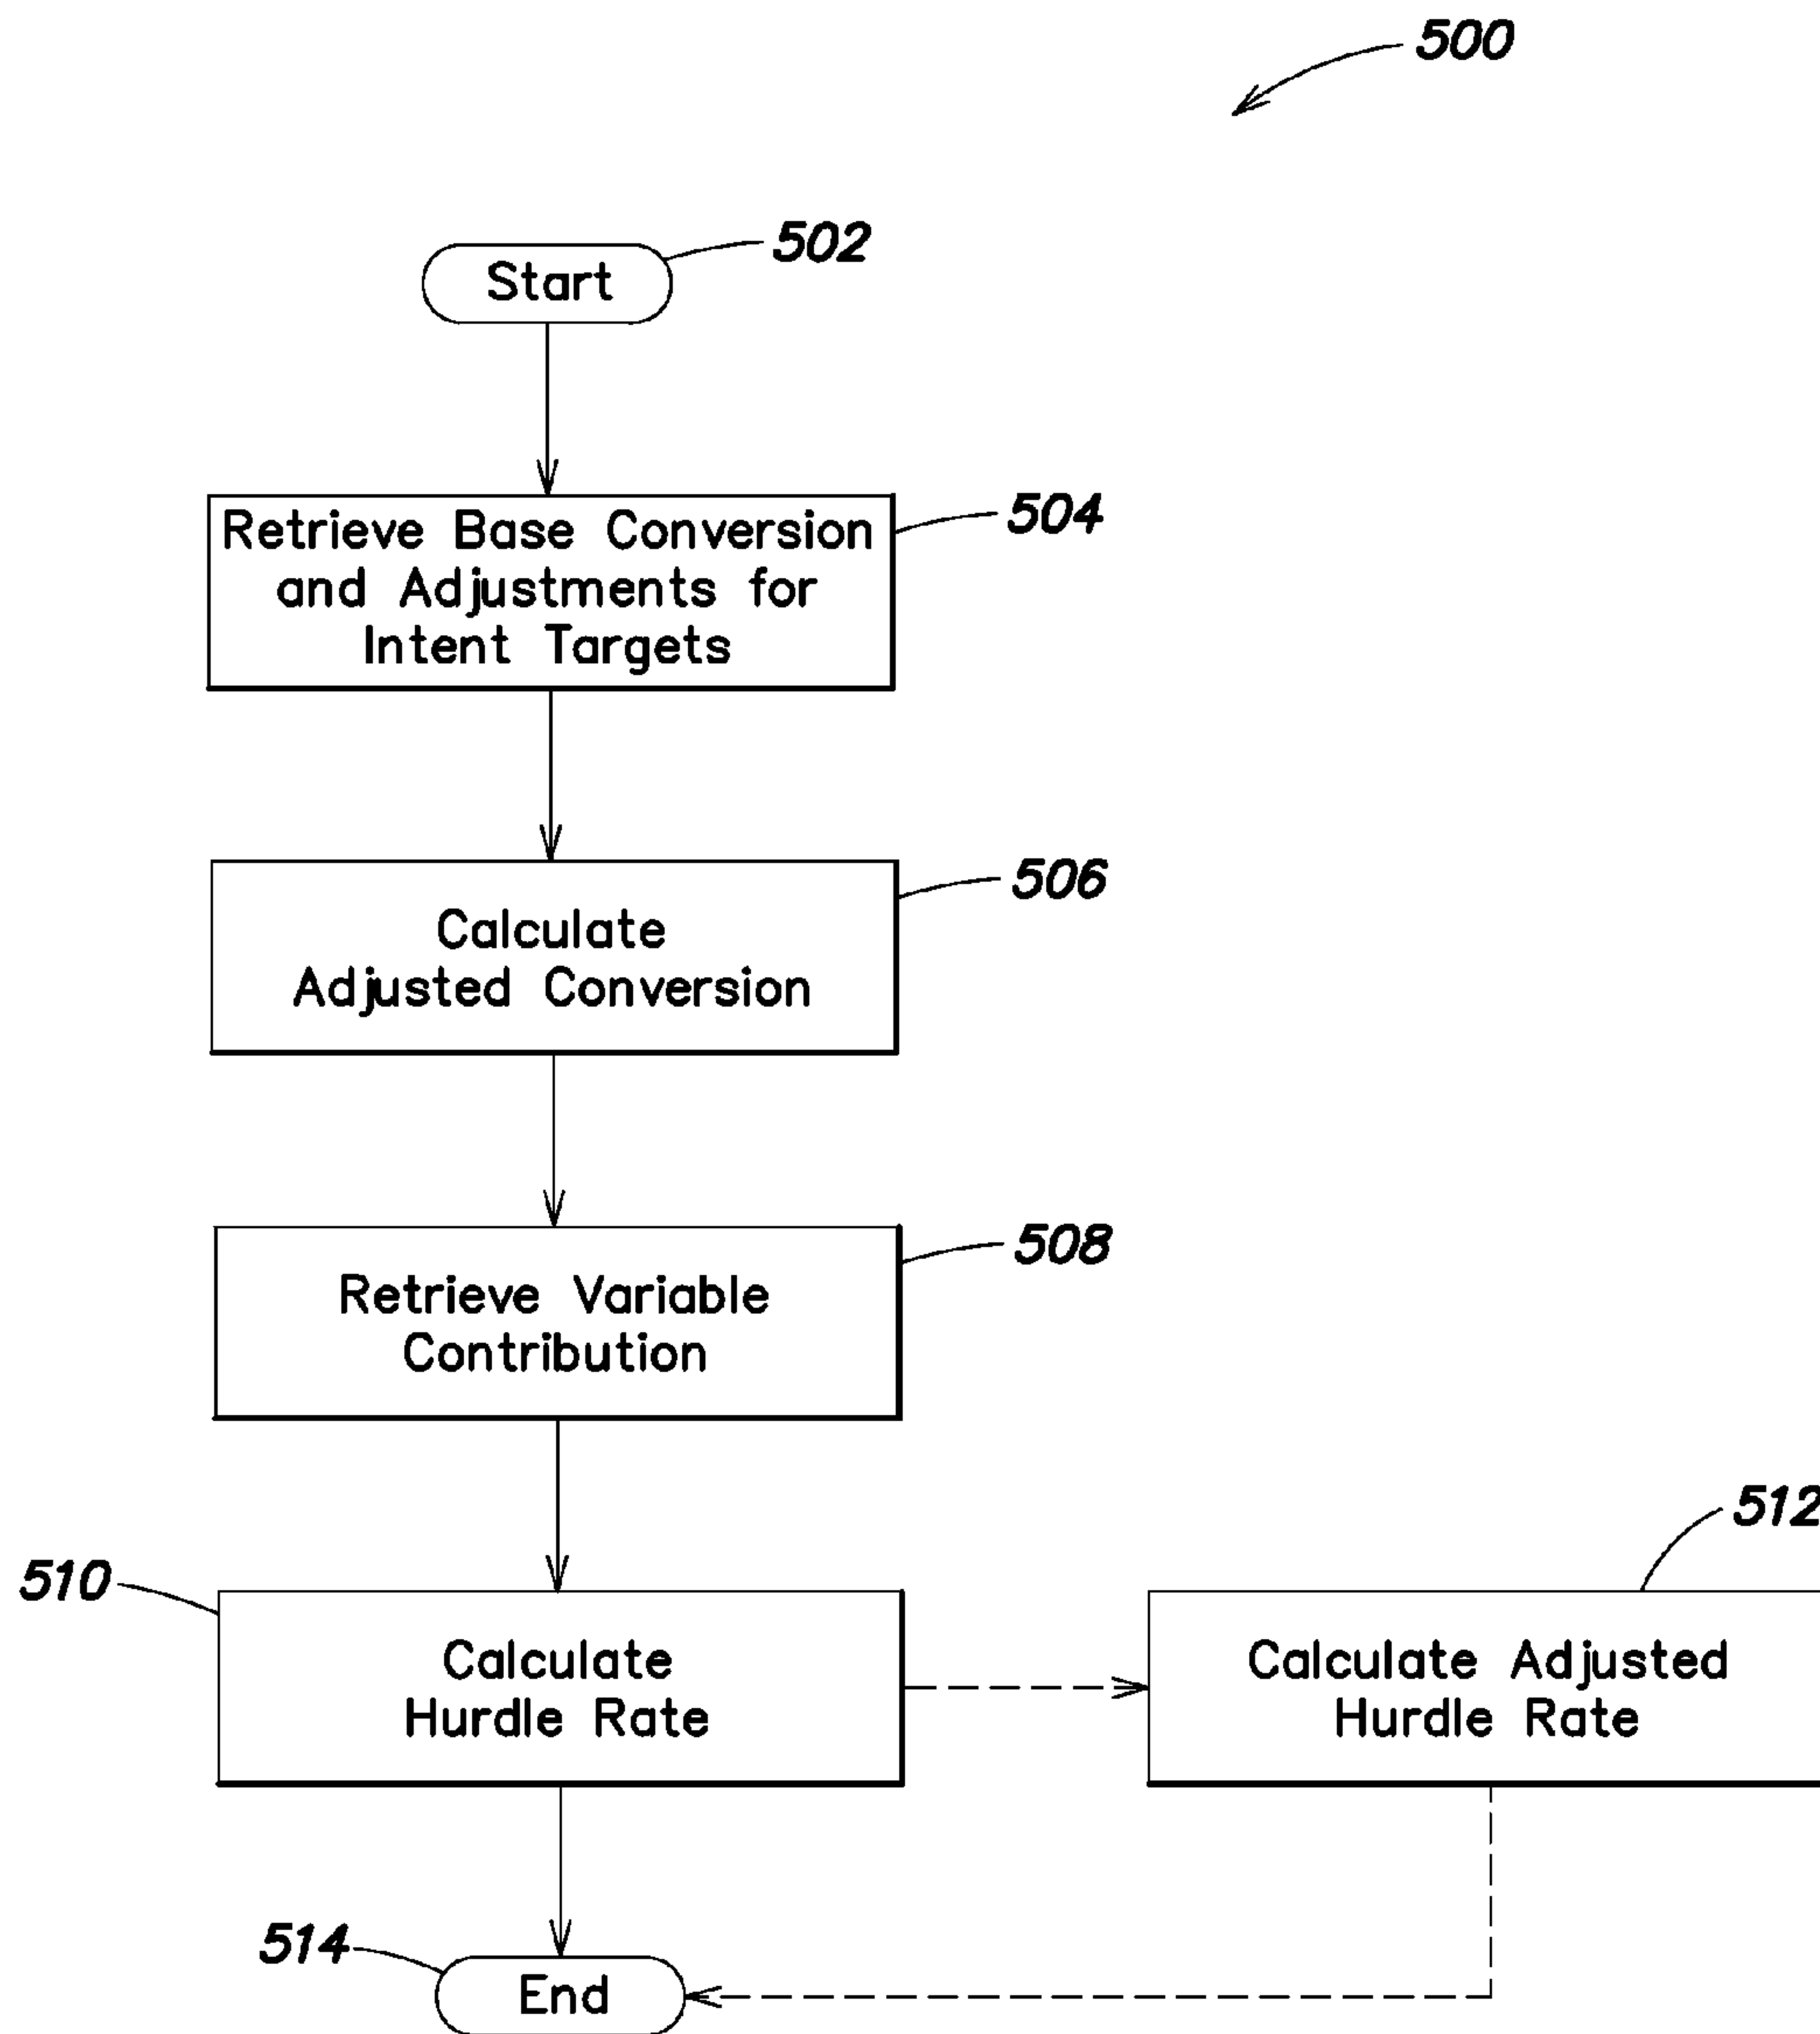 500
502
Start
504
Retrieve Base Conversion
and Adjustments for
Intent Targets
506
Calculate
Adjusted Conversion
508
Retrieve Variable
Contribution
510
Calculate
Hurdle Rate
512
Calculate Adjusted
Hurdle Rate
514
End